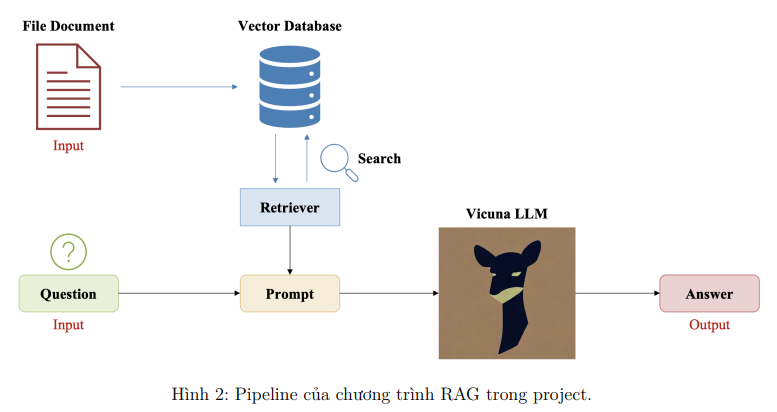 File Document
Vector Database
Input
Search
Retriever
Vicuna LLM
?
Question
Prompt
Answer
Input
Output
Hình 2: Pipeline của chương trình RAG trong project.